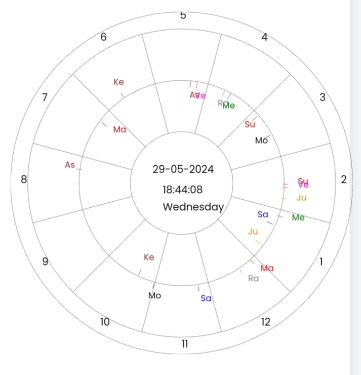 5
6
4
Ke
7
3
As Ve
Ra Me
Su
Ma
Mo
As
29-05-2024
8
Su
2
Ve
18:44:08
Ju
Wednesday
Sa
Me
Ju
Ke
9
1
Ma
Ra
Mo
Sa
10
12
11